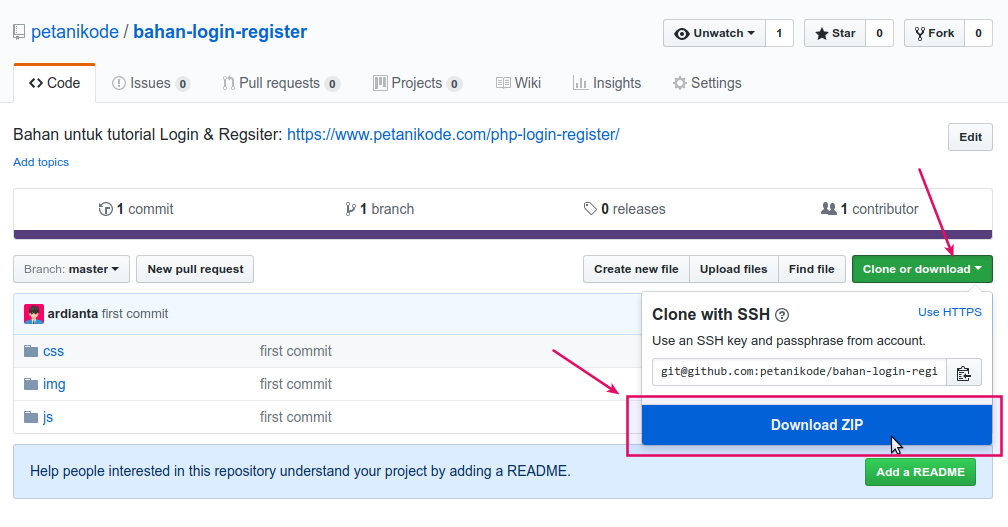 petanikode / bahan-login-register
Unwatch 1 Star 0 Fork 0
Code Issues 0 Pull requests 0 Projects 0 Wiki Insights Settings
Bahan untuk tutorial Login & Regsiter: https://www.petanikode.com/php-login-register/
Edit
Add topics
1 commit 1 branch 0 releases 1 contributor
Branch: master New pull request Create new file Upload files Find file Clone or download
ardianta first commit
css first commit
img first commit
js first commit
Clone with SSH ? Use HTTPS
Use an SSH key and passphrase from account.
git@github.com:petanikode/bahan-login-regi
Download ZIP
Help people interested in this repository understand your project by adding a README.
Add a README